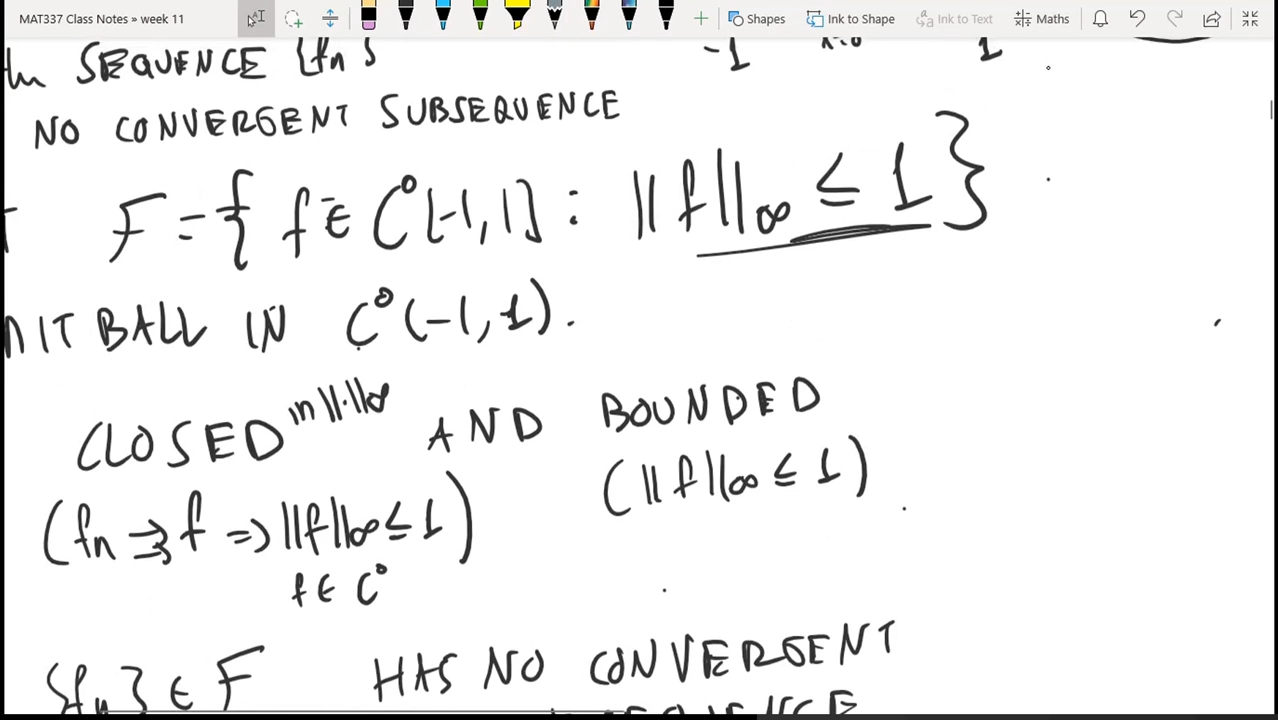 MAT337 Class Notes » week 11
Shapes Ink to Shape Ink to Text Maths
SEQUENCE {fn}
-1 1
NO CONVERGENT SUBSEQUENCE
F = { f ∈ C⁰[-1,1] : ||f||∞ ≤ 1 }
NIT BALL IN C⁰(-1,1).
CLOSED in ||·||∞ AND BOUNDED
(fn ⇉ f => ||f||∞ ≤ 1) (||f||∞ ≤ 1)
f ∈ C⁰
{fn} ∈ F HAS NO CONVERGENT